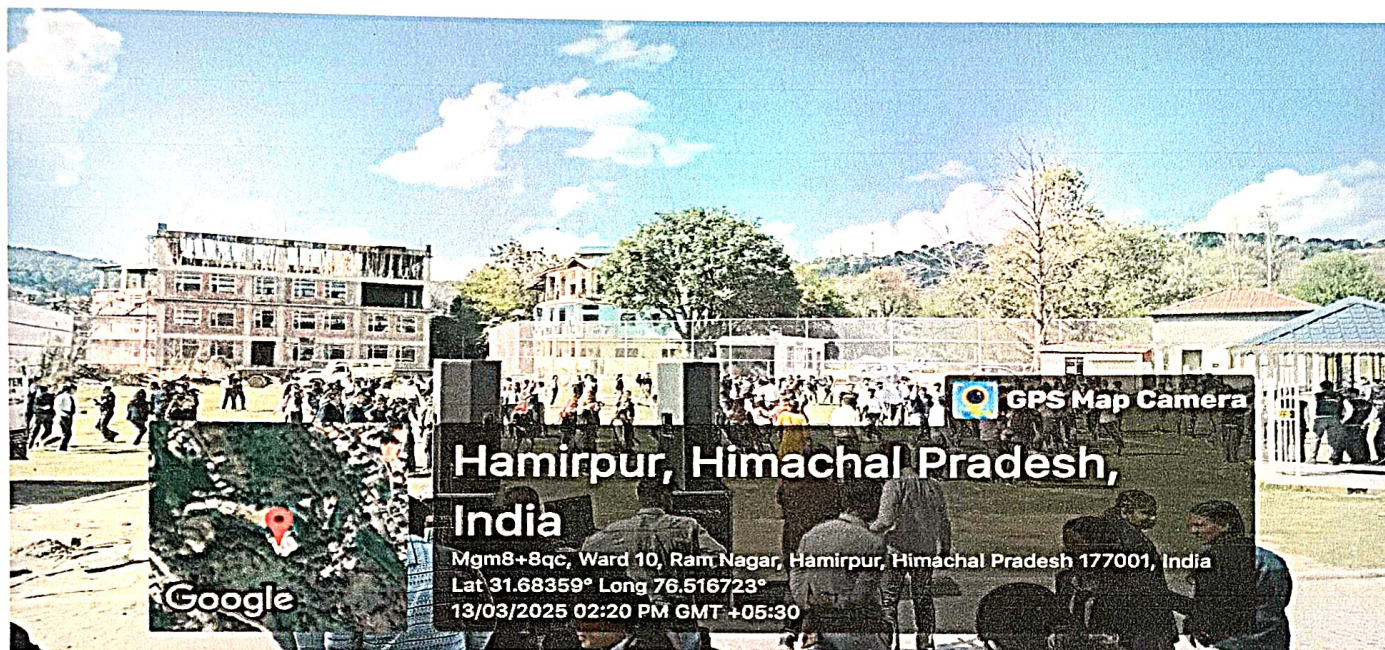 GPS Map Camera
Hamirpur, Himachal Pradesh,
India
Mgm8+8qc, Ward 10, Ram Nagar, Hamirpur, Himachal Pradesh 177001, India
Lat 31.68359° Long 76.516723°
13/03/2025 02:20 PM GMT +05:30
Google